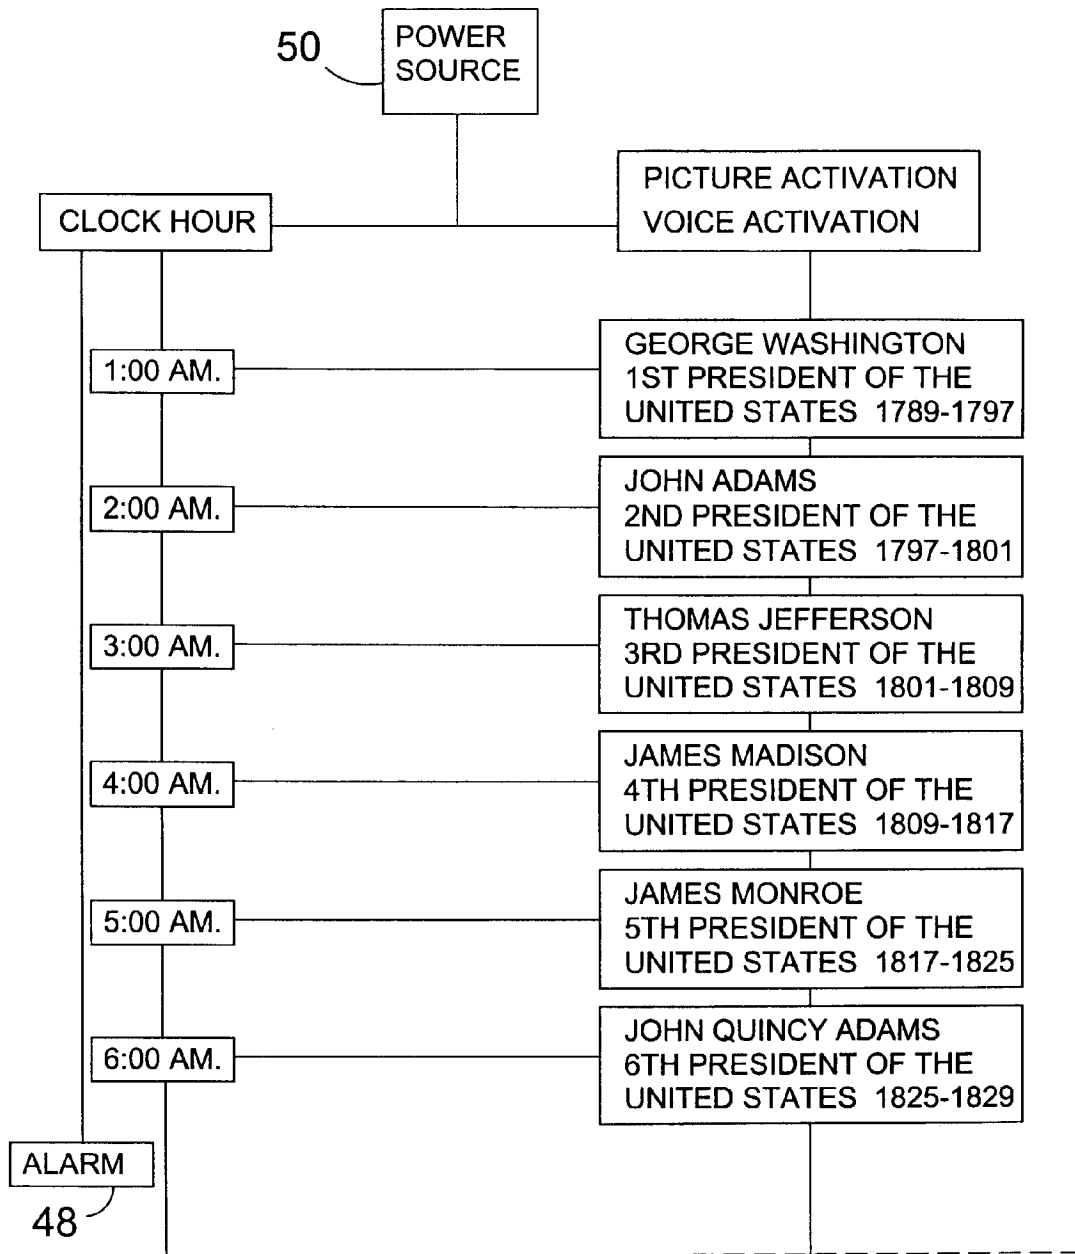 50
POWER
SOURCE
PICTURE ACTIVATION
VOICE ACTIVATION
CLOCK HOUR
1:00 AM.
GEORGE WASHINGTON
1ST PRESIDENT OF THE
UNITED STATES 1789-1797
2:00 AM.
JOHN ADAMS
2ND PRESIDENT OF THE
UNITED STATES 1797-1801
3:00 AM.
THOMAS JEFFERSON
3RD PRESIDENT OF THE
UNITED STATES 1801-1809
4:00 AM.
JAMES MADISON
4TH PRESIDENT OF THE
UNITED STATES 1809-1817
5:00 AM.
JAMES MONROE
5TH PRESIDENT OF THE
UNITED STATES 1817-1825
6:00 AM.
JOHN QUINCY ADAMS
6TH PRESIDENT OF THE
UNITED STATES 1825-1829
ALARM
48